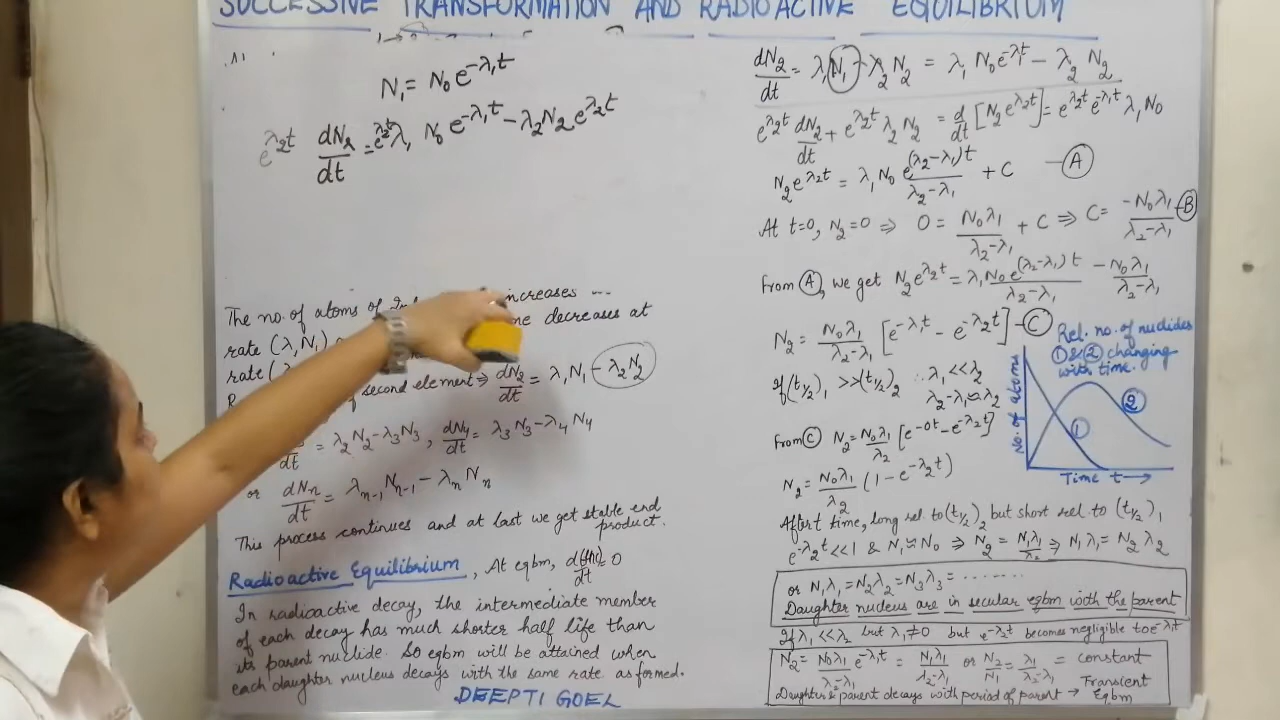 SUCCESSIVE TRANSFORMATION AND RADIOACTIVE EQUILIBRIUM
N₁ = N₀e^-λ₁t
e^λ₂t dN₂/dt = e^λ₂t λ₁ N₀ e^-λ₁t - λ₂N₂e^λ₂t
The no. of atoms of increases
decreases at
rate (λ₁N₁)
rate (
of second element ⇒ dN₂/dt = λ₁N₁ - λ₂N₂
/dt = λ₂N₂-λ₃N₃, dN₄/dt = λ₃N₃-λ₄N₄
or dNn/dt = λn-1 Nn-1 - λn Nn
This process continues and at last we get stable end
product.
Radioactive Equilibrium, At eqbm, = 0
In radioactive decay, the intermediate member
of each decay has much shorter half life than
its parent nuclide. So eqbm will be attained when
each daughter nucleus decays with the same rate as formed.
DEEPTI GOEL
dN₂/dt = λ₁N₁ - λ₂N₂ = λ₁ N₀e^-λ₁t - λ₂ N₂
e^λ₂t dN₂/dt + e^λ₂t λ₂ N₂ = d/dt [N₂e^λ₂t] = e^λ₂t e^-λ₁t λ₁N₀
N₂e^λ₂t = λ₁N₀ e^(λ₂-λ₁)t / λ₂-λ₁ + C - A
At t=0, N₂=0 ⇒ 0 = N₀λ₁/λ₂-λ₁ + C ⇒ C = -N₀λ₁/λ₂-λ₁ - B
From A, we get N₂e^λ₂t = λ₁N₀e^(λ₂-λ₁)t / λ₂-λ₁ - N₀λ₁/λ₂-λ₁
N₂ = N₀λ₁/λ₂-λ₁ [e^-λ₁t - e^-λ₂t] - C
If (t½)₁ >> (t½)₂ ∴ λ₁<<λ₂
λ₂-λ₁≈λ₂
From C N₂ = N₀λ₁/λ₂ [e^-0t - e^-λ₂t]
N₂ = N₀λ₁/λ₂ (1-e^-λ₂t)
Rel. no. of nuclides
1 & 2 changing
with time.
No. of atoms
1
2
Time t →
After t time, long rel. to (t½)₂ but short rel. to (t½)₁
e^-λ₂t <<1 & N₁≈N₀ ⇒ N₂ = N₁λ₁/λ₂ ⇒ N₁λ₁ = N₂λ₂
or N₁λ₁ = N₂λ₂ = N₃λ₃ = ........
Daughter nucleus are in secular eqbm with the parent
If λ₁<<λ₂ but λ₁≠0 but e^-λ₂t becomes negligible to e^-λ₁t
N₂ = N₀λ₁/λ₂-λ₁ e^-λ₁t = N₁λ₁/λ₂-λ₁ or N₂/N₁ = λ₁/λ₂-λ₁ = constant
Daughter & parent decays with period of parent → Transient Eqbm